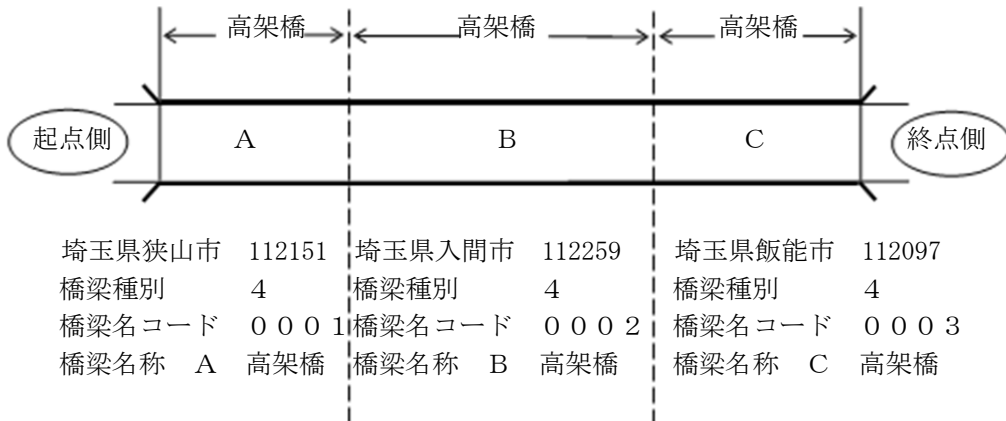 高架橋 高架橋 高架橋
起点側 A B C 終点側
埼玉県狭山市 112151 埼玉県入間市 112259 埼玉県飯能市 112097
橋梁種別 4 橋梁種別 4 橋梁種別 4
橋梁名コード 0001 橋梁名コード 0002 橋梁名コード 0003
橋梁名称 A 高架橋 橋梁名称 B 高架橋 橋梁名称 C 高架橋